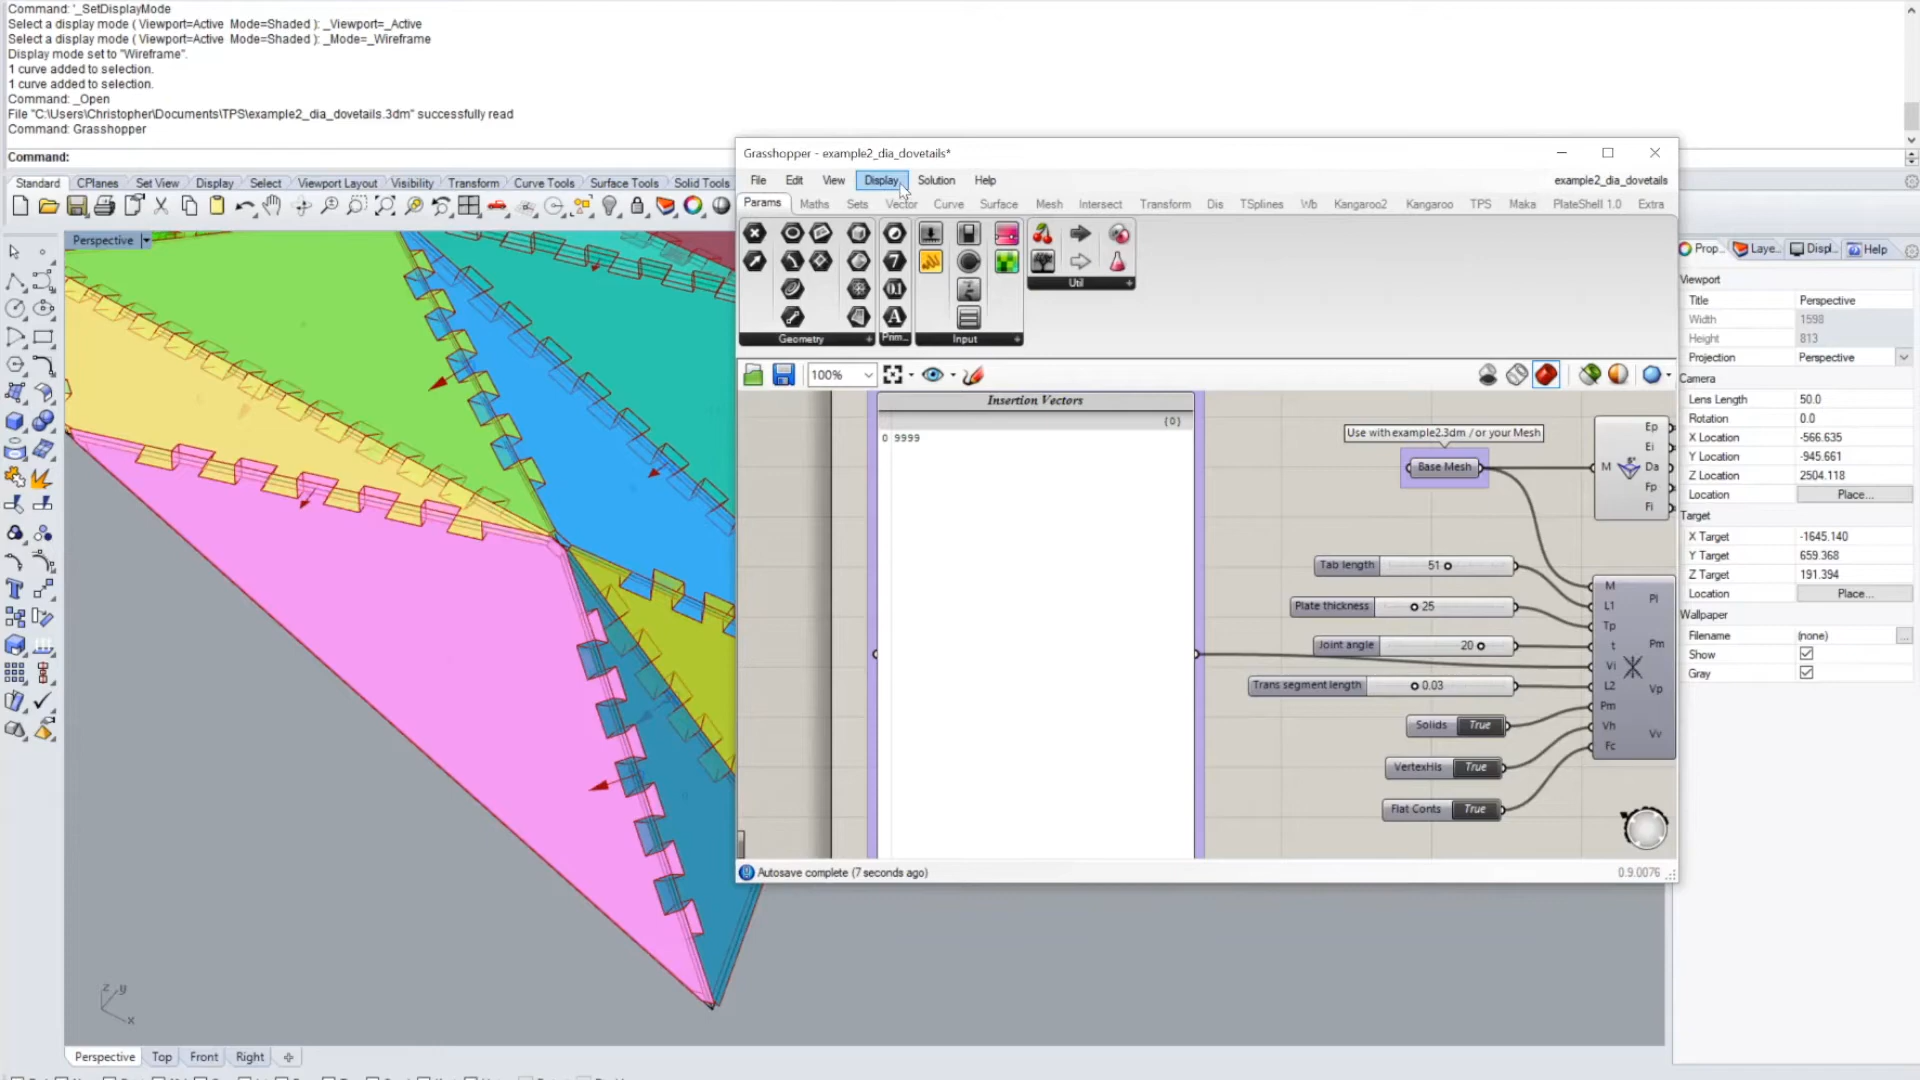 Command: '_SetDisplayMode
Select a display mode ( Viewport=Active  Mode=Shaded ): _Viewport=_Active
Select a display mode ( Viewport=Active  Mode=Shaded ): _Mode=_Wireframe
Display mode set to "Wireframe".
1 curve added to selection.
1 curve added to selection.
Command: _Open
File "C:\Users\Christopher\Documents\TPS\example2_dia_dovetails.3dm" successfully read
Command: Grasshopper
Command:
Standard CPlanes Set View Display Select Viewport Layout Visibility Transform Curve Tools Surface Tools Solid Tools
Perspective
Grasshopper - example2_dia_dovetails*
File Edit View Display Solution Help example2_dia_dovetails
Params Maths Sets Vector Curve Surface Mesh Intersect Transform Dis TSplines Wb Kangaroo2 Kangaroo TPS Maka PlateShell 1.0 Extra
Geometry Prim... Input Util
100%
Insertion Vectors
{0}
0 9999
Use with example2.3dm / or your Mesh
Base Mesh
M
Ep
Ei
Da
Fp
Fi
Tab length 51
Plate thickness 25
Joint angle 20
Trans segment length 0.03
Solids True
VertexHls True
Flat Conts True
M
L1
Tp
t
Vi
L2
Pm
Vh
Fc
Pl
Pm
Vp
Vv
Autosave complete (7 seconds ago)
0.9.0076
Prop... Laye... Displ... Help
Viewport
Title Perspective
Width 1598
Height 813
Projection Perspective
Camera
Lens Length 50.0
Rotation 0.0
X Location -566.635
Y Location -945.661
Z Location 2504.118
Location Place...
Target
X Target -1645.140
Y Target 659.368
Z Target 191.394
Location Place...
Wallpaper
Filename (none) ...
Show
Gray
z y
x
Perspective Top Front Right